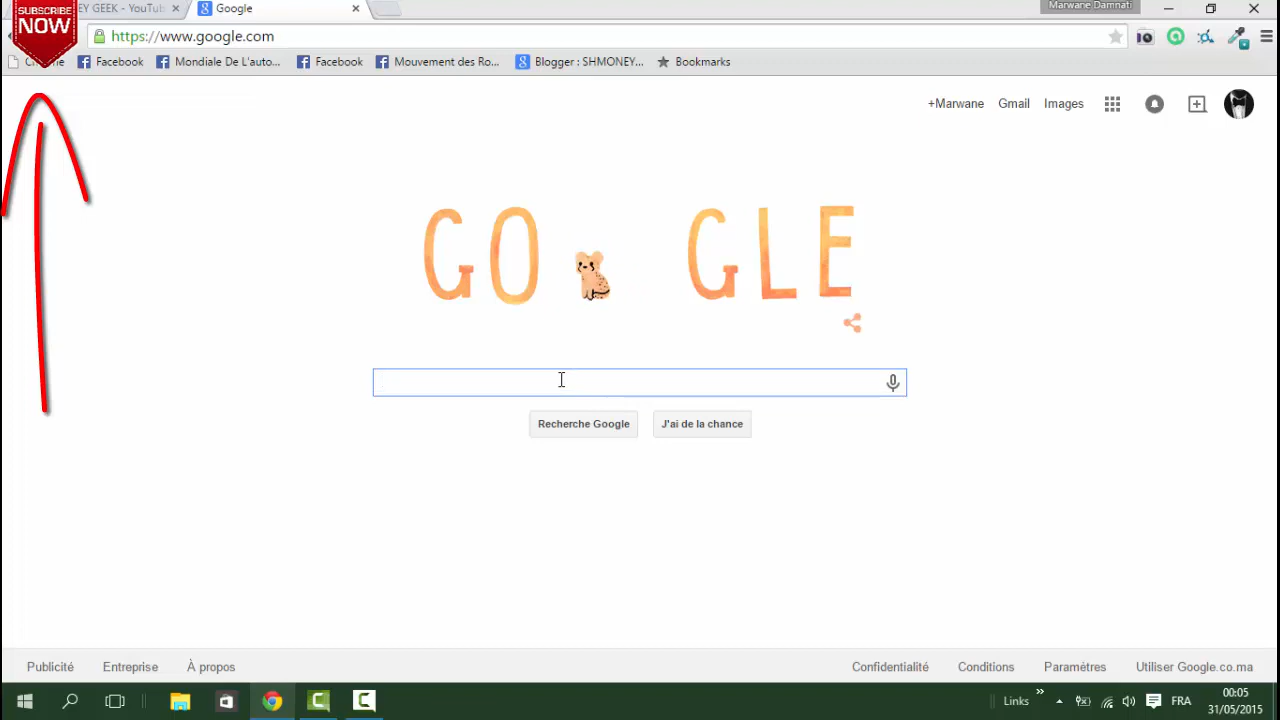 SUBSCRIBE
NOW
EY GEEK - YouTub
Google
Marwane Damnati
https://www.google.com
Facebook
Mondiale De L'auto...
Facebook
Mouvement des Ro...
Blogger : SHMONEY...
Bookmarks
+Marwane Gmail Images
GO GLE
Recherche Google
J'ai de la chance
Publicité Entreprise À propos
Confidentialité Conditions Paramètres Utiliser Google.co.ma
Links
FRA
00:05
31/05/2015